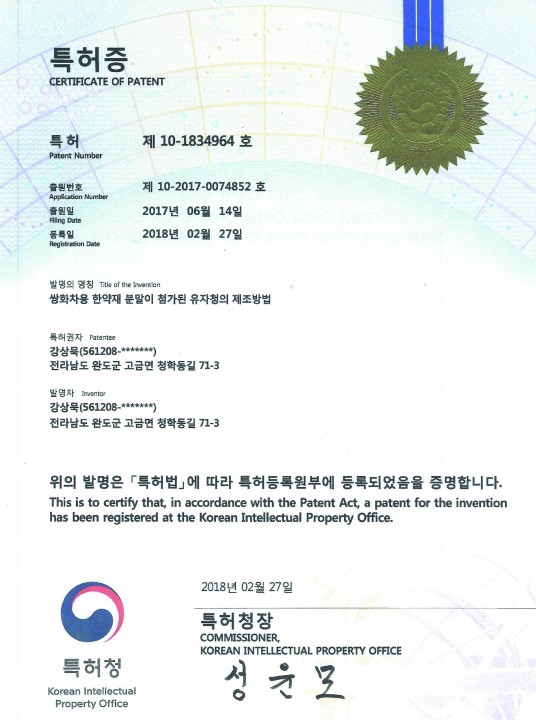 특허증
CERTIFICATE OF PATENT
특허 제 10-1834964 호
Patent Number
출원번호 제 10-2017-0074852 호
Application Number
출원일 2017년 06월 14일
Filing Date
등록일 2018년 02월 27일
Registration Date
발명의 명칭 Title of the Invention
쌍화차용 한약재 분말이 첨가된 유자청의 제조방법
특허권자 Patentee
강상묵(561208-*******)
전라남도 완도군 고금면 청학동길 71-3
발명자 Inventor
강상묵(561208-*******)
전라남도 완도군 고금면 청학동길 71-3
위의 발명은 「특허법」에 따라 특허등록원부에 등록되었음을 증명합니다.
This is to certify that, in accordance with the Patent Act, a patent for the invention
has been registered at the Korean Intellectual Property Office.
2018년 02월 27일
특허청장
COMMISSIONER,
KOREAN INTELLECTUAL PROPERTY OFFICE
성윤모
특허청
Korean Intellectual
Property Office